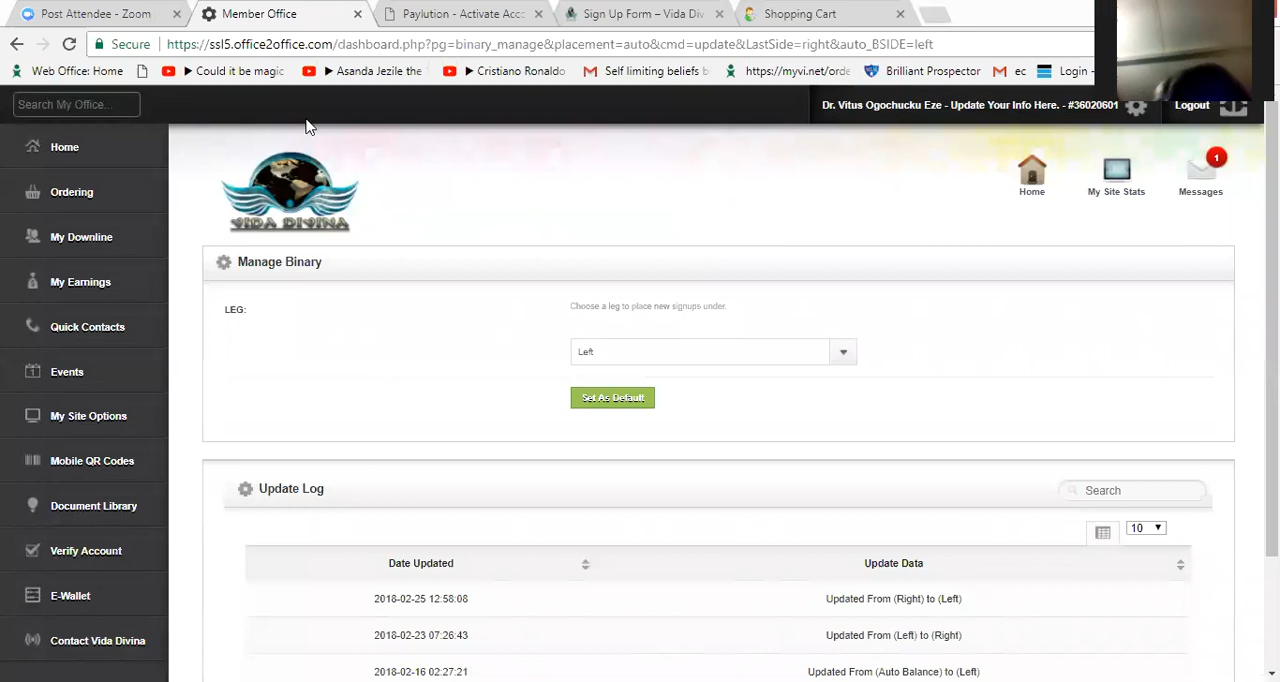 Post Attendee - Zoom
Member Office
Paylution - Activate Acc
Sign Up Form – Vida Div
Shopping Cart
Secure
https://ssl5.office2office.com/dashboard.php?pg=binary_manage&placement=auto&cmd=update&LastSide=right&auto_BSIDE=left
Web Office: Home
Could it be magic
Asanda Jezile the
Cristiano Ronaldo
Self limiting beliefs
https://myvi.net/orde
Brilliant Prospector
ec
Login -
Search My Office...
Dr. Vitus Ogochucku Eze - Update Your Info Here. - #36020601
Logout
Home
Ordering
My Downline
My Earnings
Quick Contacts
Events
My Site Options
Mobile QR Codes
Document Library
Verify Account
E-Wallet
Contact Vida Divina
VIDA DIVINA
Home
My Site Stats
1
Messages
Manage Binary
LEG:
Choose a leg to place new signups under.
Left
Set As Default
Update Log
Search
10
Date Updated
Update Data
2018-02-25 12:58:08
Updated From (Right) to (Left)
2018-02-23 07:26:43
Updated From (Left) to (Right)
2018-02-16 02:27:21
Updated From (Auto Balance) to (Left)